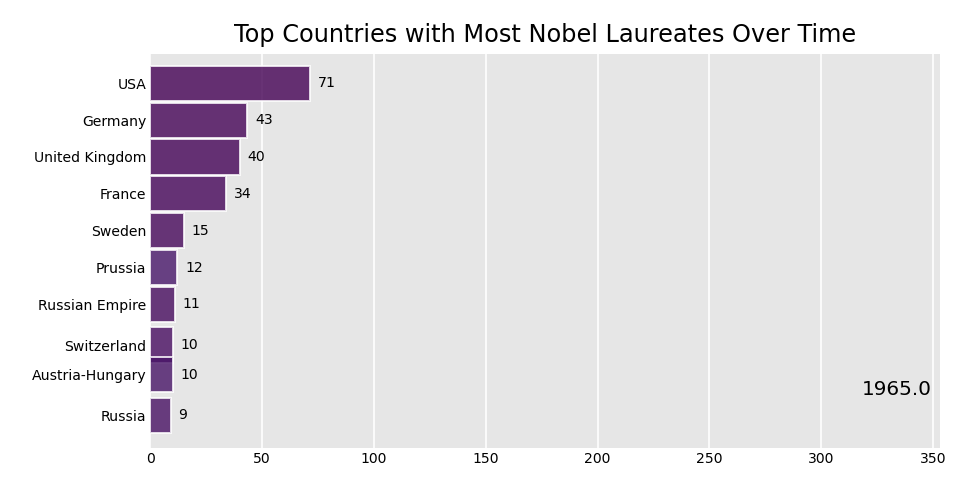 Top Countries with Most Nobel Laureates Over Time
USA 71
Germany 43
United Kingdom 40
France 34
Sweden 15
Prussia 12
Russian Empire 11
Switzerland 10
Austria-Hungary 10
1965.0
Russia 9
0 50 100 150 200 250 300 350